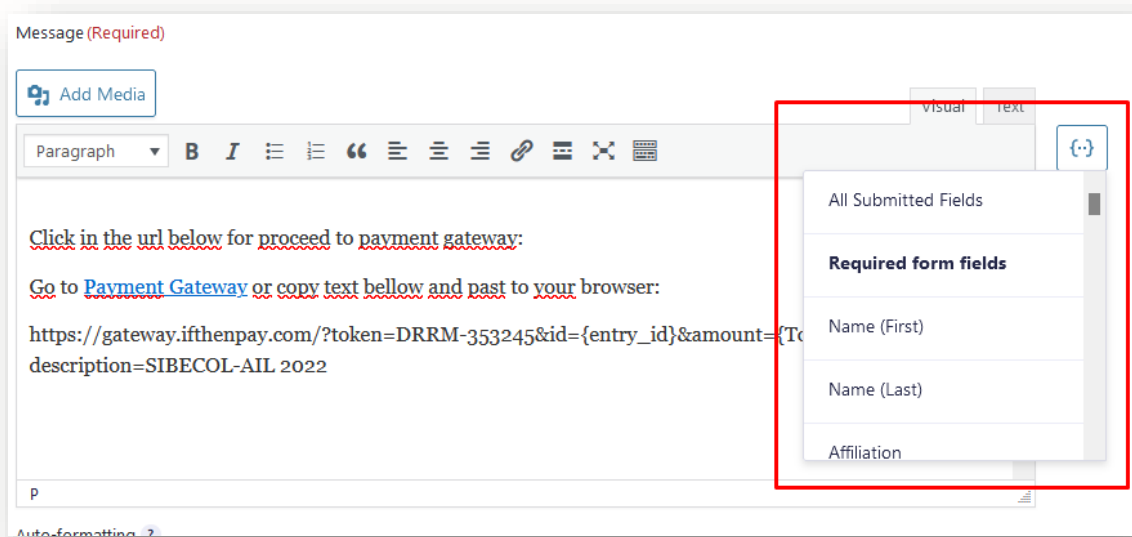 Message (Required)
Add Media
Visual Text
Paragraph B I
{··}
All Submitted Fields
Click in the url below for proceed to payment gateway:
Required form fields
Go to Payment Gateway or copy text bellow and past to your browser:
Name (First)
https://gateway.ifthenpay.com/?token=DRRM-353245&id={entry_id}&amount={To
description=SIBECOL-AIL 2022
Name (Last)
Affiliation
P
Auto-formatting ?